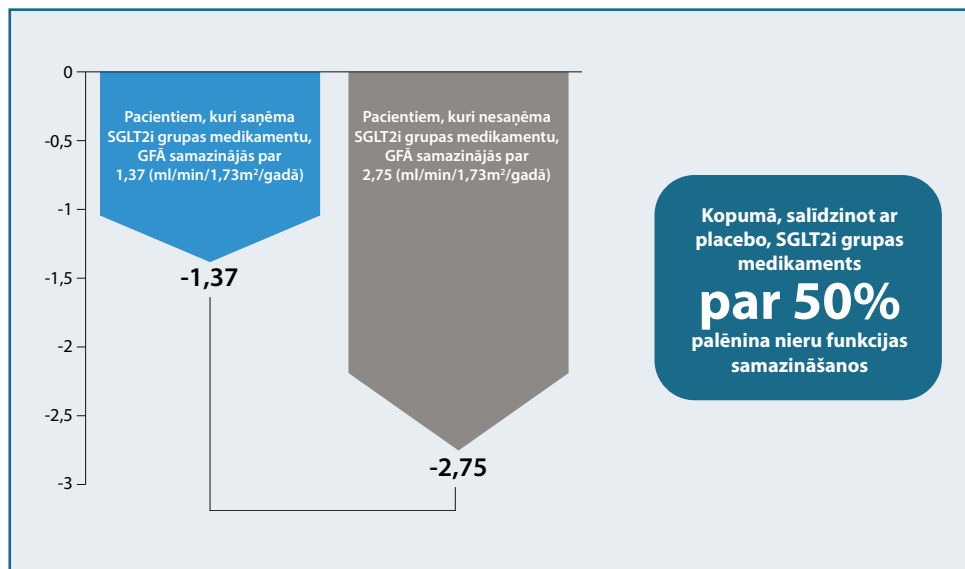 0
-0,5
-1
-1,5
-2
-2,5
-3
Pacientiem, kuri saņēma
SGLT2i grupas medikamentu,
GFĀ samazinājās par
1,37 (ml/min/1,73m²/gadā)
-1,37
Pacientiem, kuri nesaņēma
SGLT2i grupas medikamentu,
GFĀ samazinājās par
2,75 (ml/min/1,73m²/gadā)
-2,75
Kopumā, salīdzinot ar
placebo, SGLT2i grupas
medikaments
par 50%
palēnina nieru funkcijas
samazināšanos